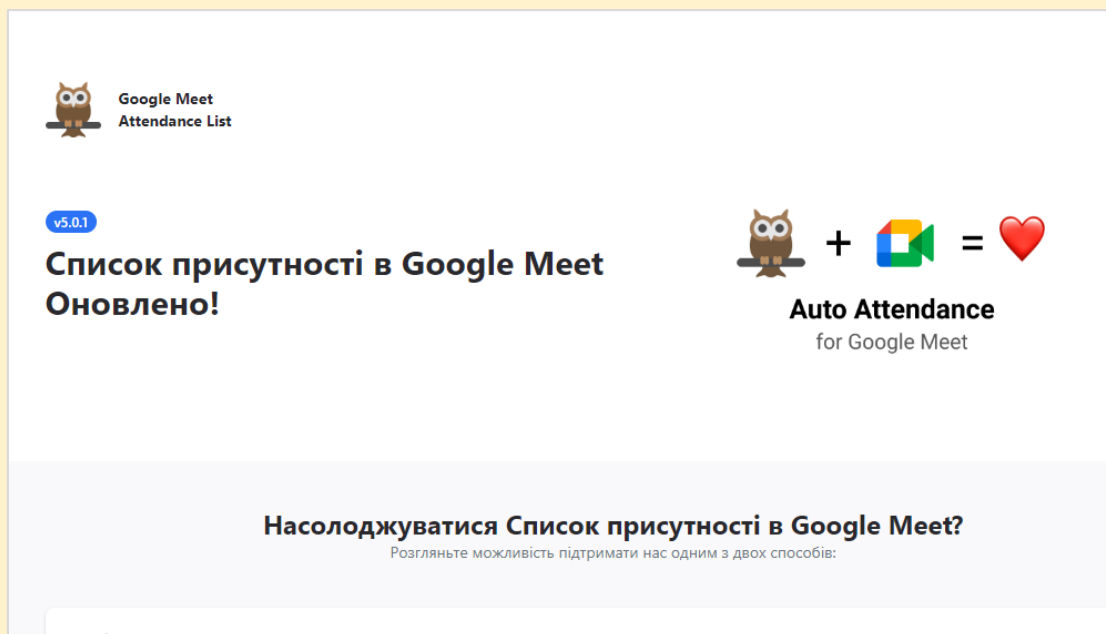 Google Meet
Attendance List
v5.0.1
Список присутності в Google Meet
Оновлено!
+ = 
Auto Attendance
for Google Meet
Насолоджуватися Список присутності в Google Meet?
Розгляньте можливість підтримати нас одним з двох способів: